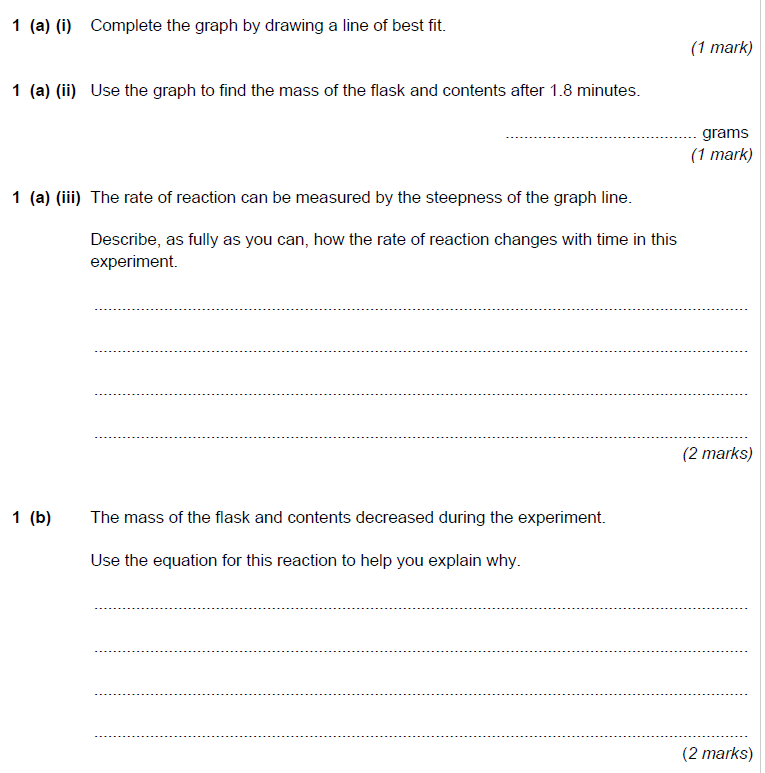 1 (a) (i) Complete the graph by drawing a line of best fit.
(1 mark)
1 (a) (ii) Use the graph to find the mass of the flask and contents after 1.8 minutes.
.......................................... grams
(1 mark)
1 (a) (iii) The rate of reaction can be measured by the steepness of the graph line.
Describe, as fully as you can, how the rate of reaction changes with time in this
experiment.
(2 marks)
1 (b) The mass of the flask and contents decreased during the experiment.
Use the equation for this reaction to help you explain why.
(2 marks)